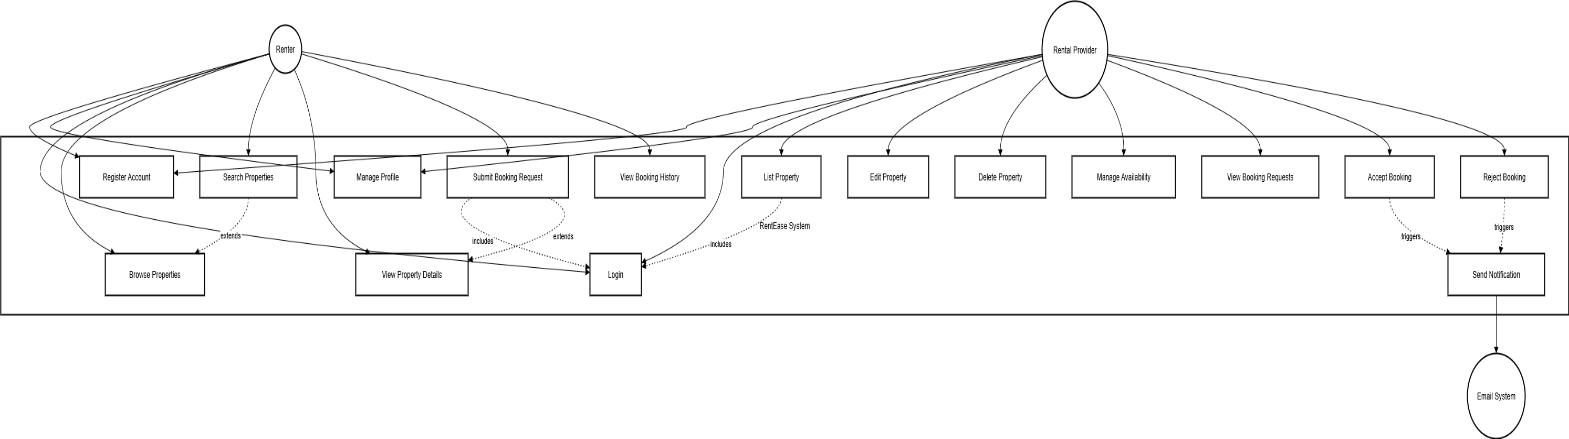 Renter
Rental Provider
Register Account
Search Properties
Manage Profile
Submit Booking Request
View Booking History
List Property
Edit Property
Delete Property
Manage Availability
View Booking Requests
Accept Booking
Reject Booking
RentEase System
extends
includes
extends
includes
triggers
triggers
Browse Properties
View Property Details
Login
Send Notification
Email System